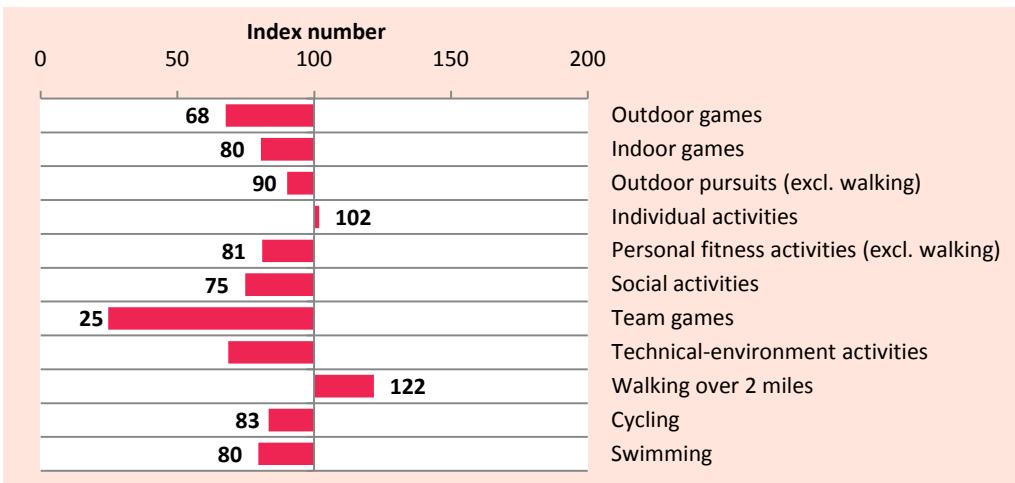 Index number
0 50 100 150 200
68 Outdoor games
80 Indoor games
90 Outdoor pursuits (excl. walking)
102 Individual activities
81 Personal fitness activities (excl. walking)
75 Social activities
25 Team games
Technical-environment activities
122 Walking over 2 miles
83 Cycling
80 Swimming